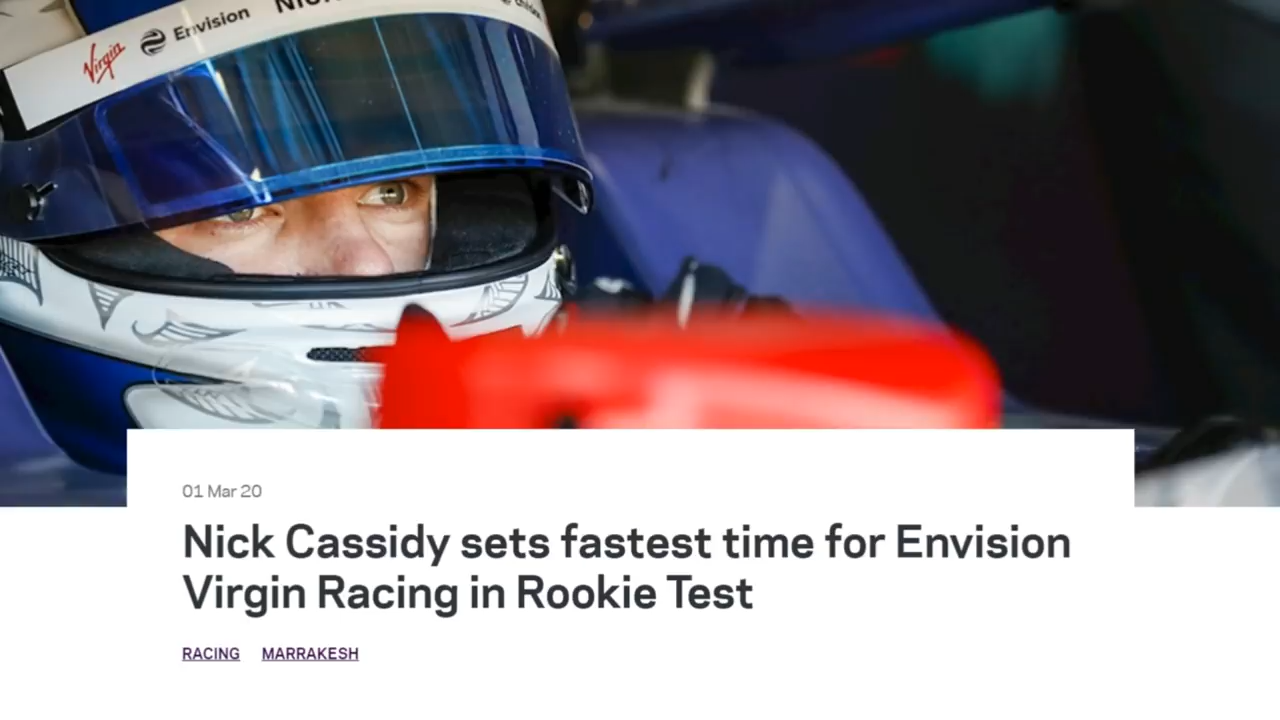 Virgin Envision
01 Mar 20
Nick Cassidy sets fastest time for Envision
Virgin Racing in Rookie Test
RACING MARRAKESH